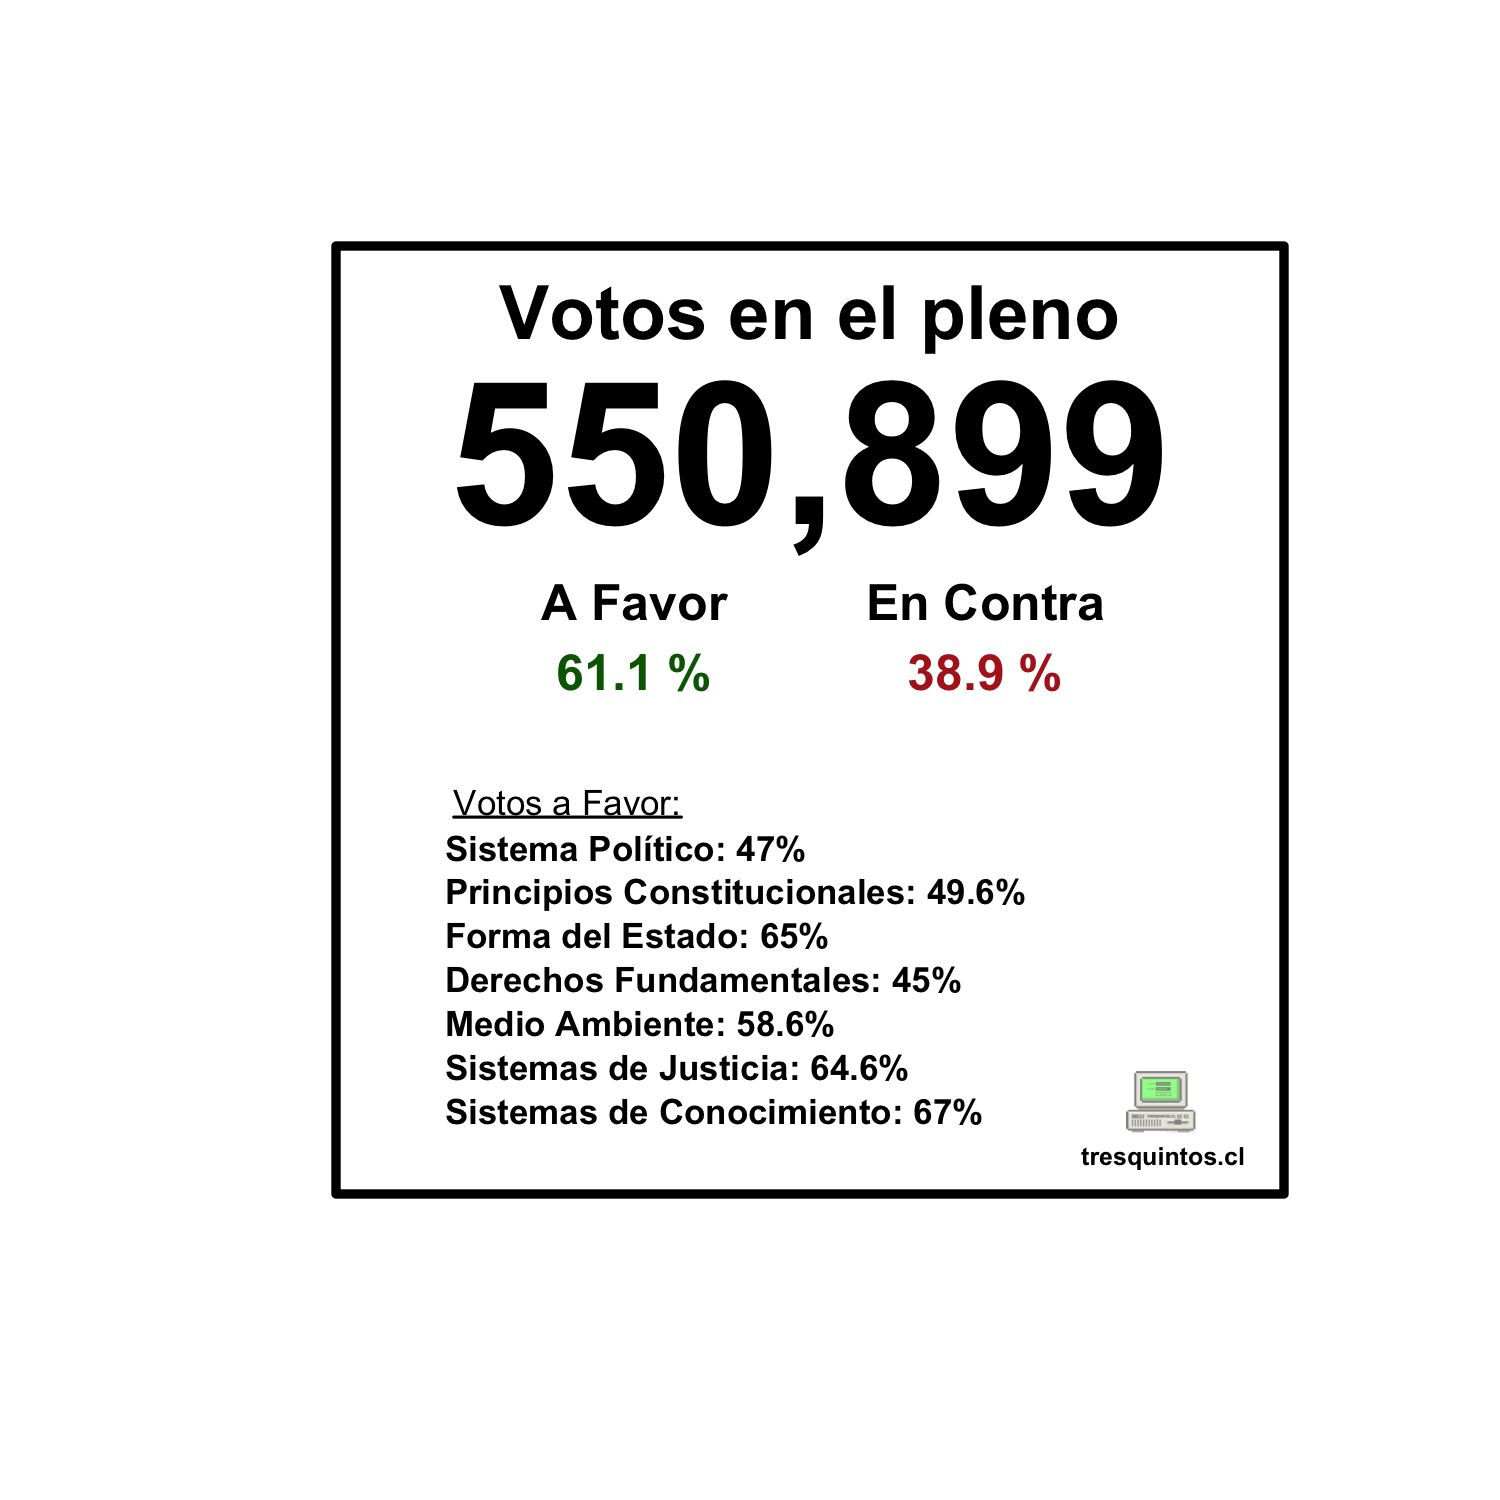 Votos en el pleno
550,899
A Favor En Contra
61.1 % 38.9 %
Votos a Favor:
Sistema Político: 47%
Principios Constitucionales: 49.6%
Forma del Estado: 65%
Derechos Fundamentales: 45%
Medio Ambiente: 58.6%
Sistemas de Justicia: 64.6%
Sistemas de Conocimiento: 67%
tresquintos.cl